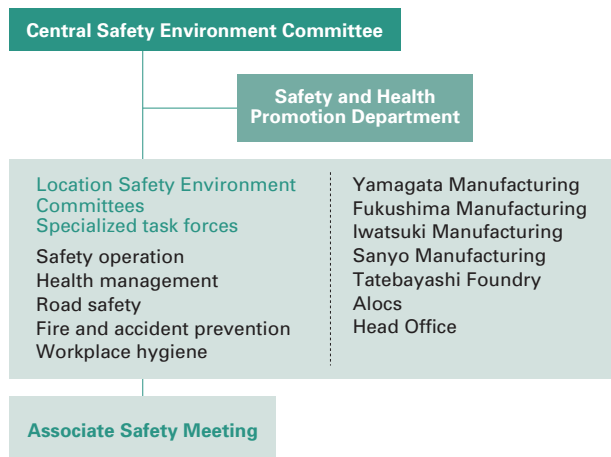 Central Safety Environment Committee
Safety and Health
Promotion Department
Location Safety Environment
Committees
Specialized task forces
Safety operation
Health management
Road safety
Fire and accident prevention
Workplace hygiene
Yamagata Manufacturing
Fukushima Manufacturing
Iwatsuki Manufacturing
Sanyo Manufacturing
Tatebayashi Foundry
Alocs
Head Office
Associate Safety Meeting